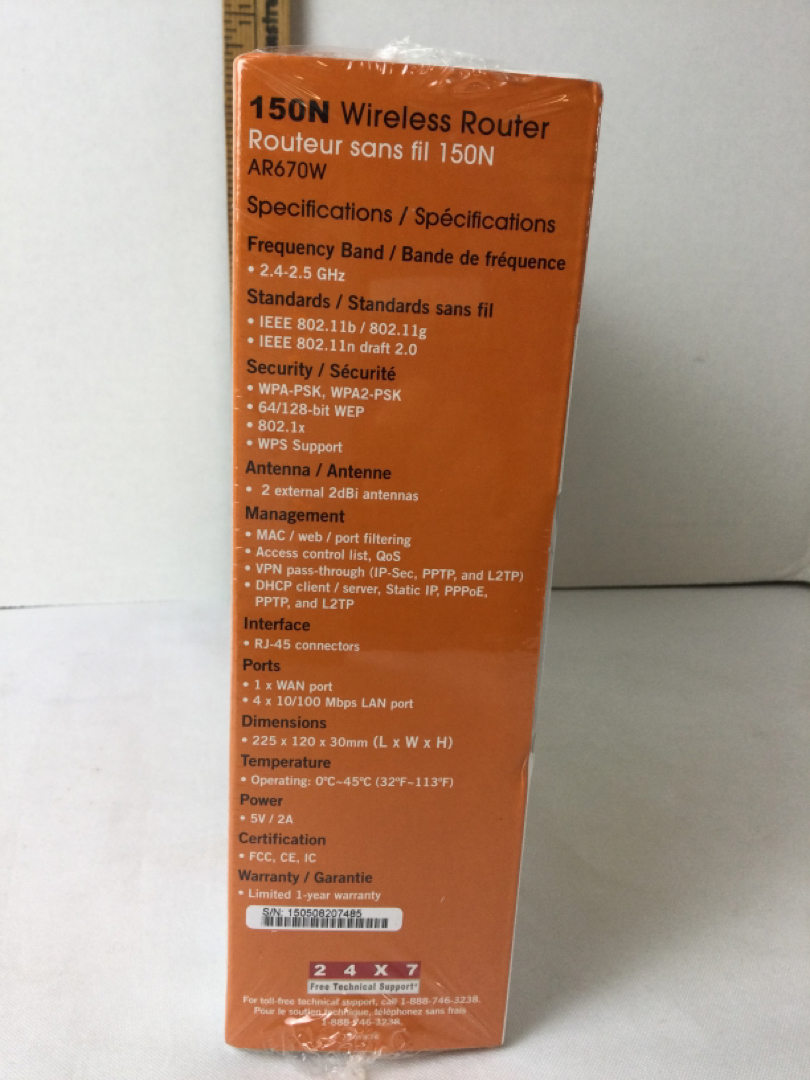 150N Wireless Router
Routeur sans fil 150N
AR670W
Specifications / Spécifications
Frequency Band / Bande de fréquence
• 2.4-2.5 GHz
Standards / Standards sans fil
• IEEE 802.11b / 802.11g
• IEEE 802.11n draft 2.0
Security / Sécurité
• WPA-PSK, WPA2-PSK
• 64/128-bit WEP
• 802.1x
• WPS Support
Antenna / Antenne
• 2 external 2dBi antennas
Management
• MAC / web / port filtering
• Access control list, QoS
• VPN pass-through (IP-Sec, PPTP, and L2TP)
• DHCP client / server, Static IP, PPPoE,
PPTP, and L2TP
Interface
• RJ-45 connectors
Ports
• 1 x WAN port
• 4 x 10/100 Mbps LAN port
Dimensions
• 225 x 120 x 30mm (L x W x H)
Temperature
• Operating: 0°C~45°C (32°F~113°F)
Power
• 5V / 2A
Certification
• FCC, CE, IC
Warranty / Garantie
• Limited 1-year warranty
S/N: 150508207485
24X7
Free Technical Support
For toll-free technical support, call 1-888-746-3238.
Pour le soutien technique, téléphonez sans frais
1-888-746-3238.